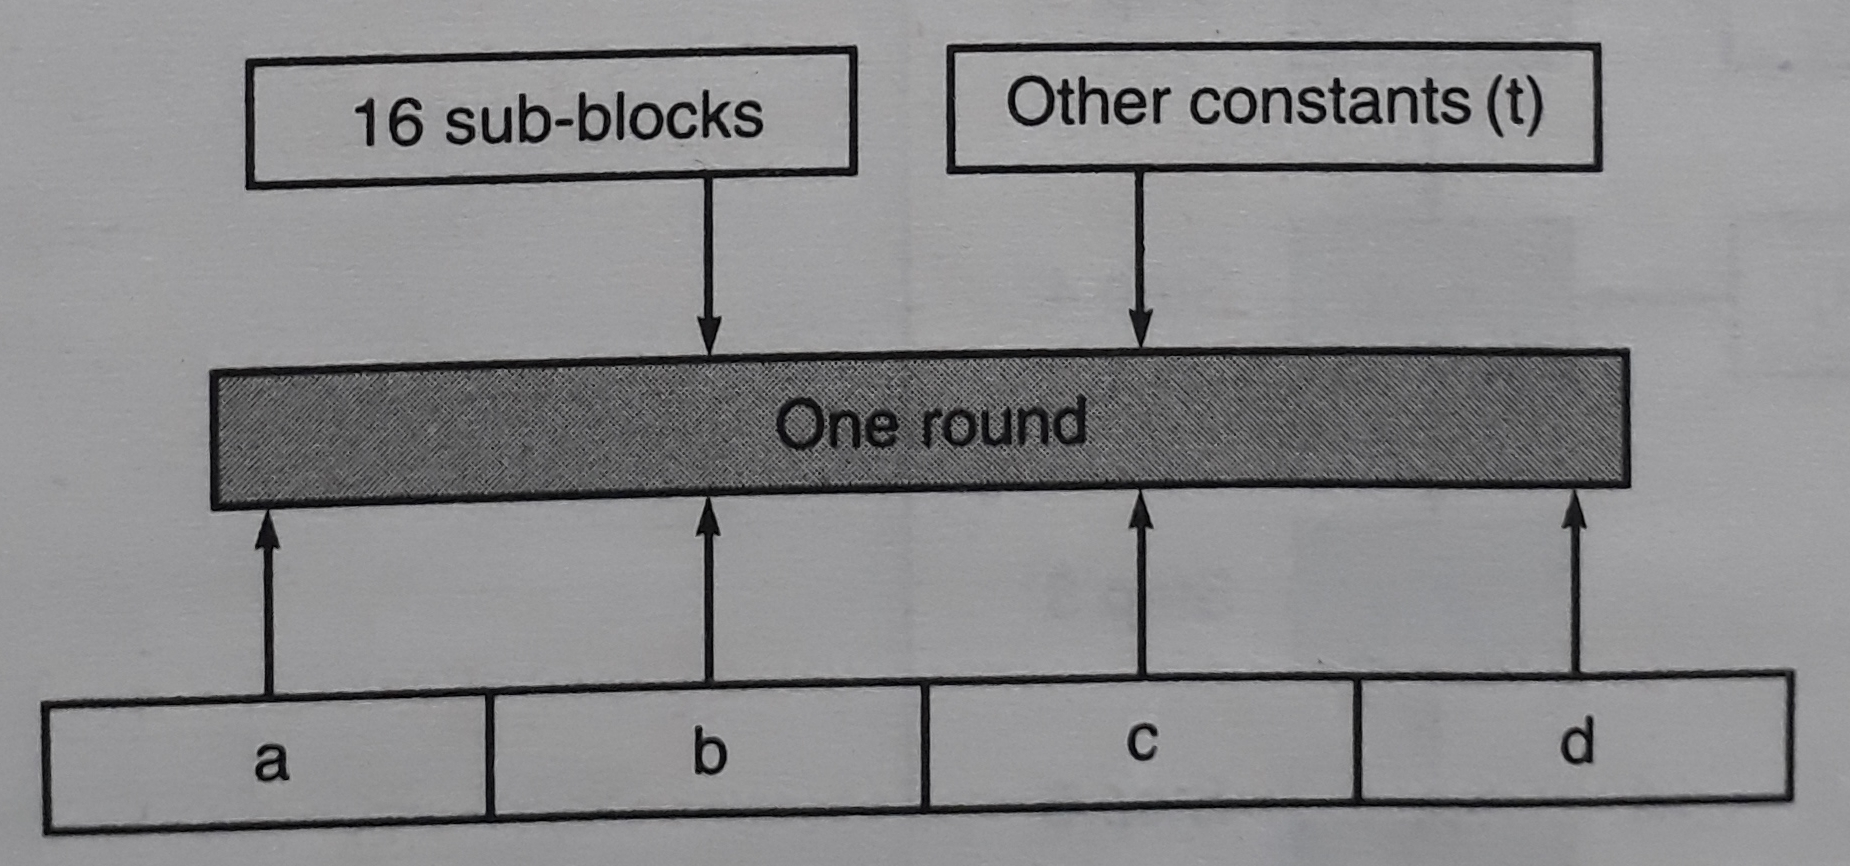 16 sub-blocks
Other constants (t)
One round
a
b
c
d